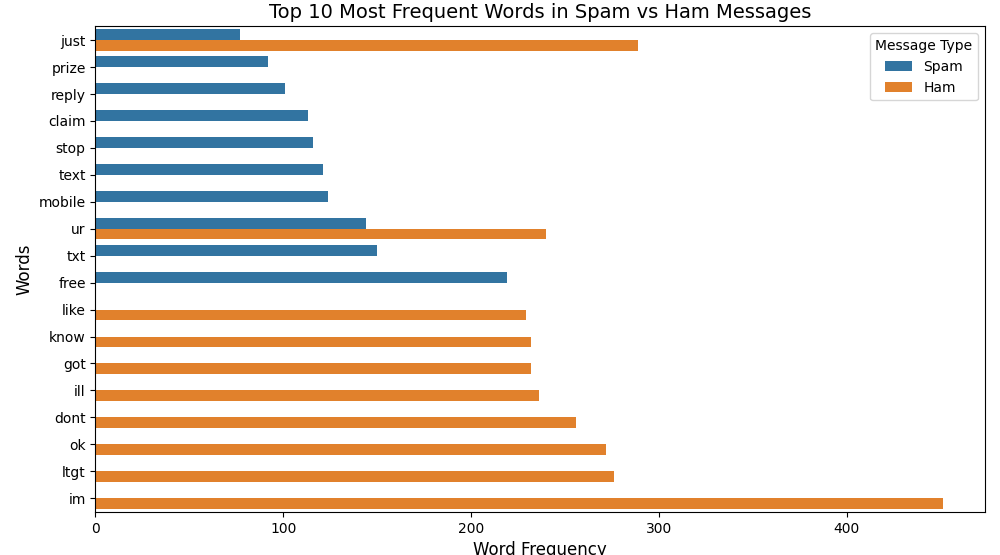 Top 10 Most Frequent Words in Spam vs Ham Messages
Message Type
Spam
Ham
Words
just
prize
reply
claim
stop
text
mobile
ur
txt
free
like
know
got
ill
dont
ok
ltgt
im
0 100 200 300 400
Word Frequency